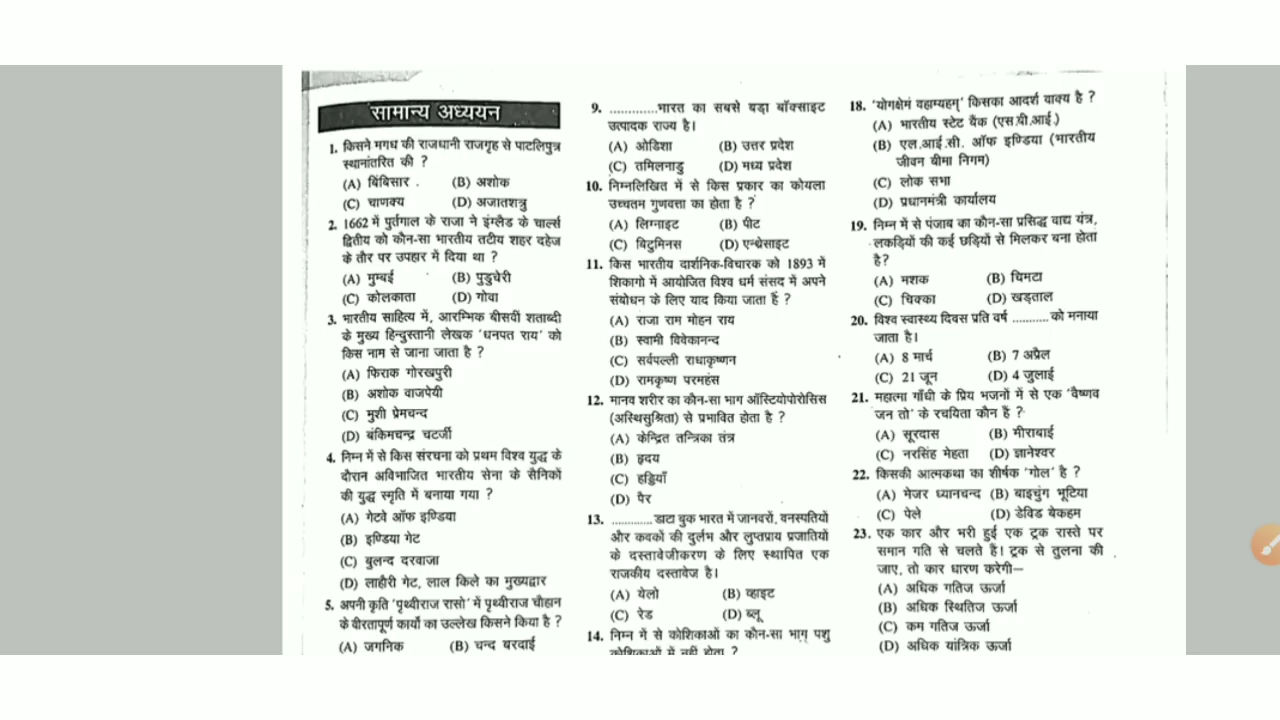 सामान्य अध्ययन
1. किसने मगध की राजधानी राजगृह से पाटलिपुत्र
स्थानांतरित की ?
(A) बिंबिसार . (B) अशोक
(C) चाणक्य (D) अजातशत्रु
2. 1662 में पुर्तगाल के राजा ने इंग्लैड के चार्ल्स
द्वितीय को कौन-सा भारतीय तटीय शहर दहेज
के तौर पर उपहार में दिया था ?
(A) मुम्बई (B) पुडुचेरी
(C) कोलकाता (D) गोवा
3. भारतीय साहित्य में, आरम्भिक बीसवीं शताब्दी
के मुख्य हिन्दुस्तानी लेखक 'धनपत राय' को
किस नाम से जाना जाता है ?
(A) फिराक गोरखपुरी
(B) अशोक वाजपेयी
(C) मुशी प्रेमचन्द
(D) बंकिमचन्द्र चटर्जी
4. निम्न में से किस संरचना को प्रथम विश्व युद्ध के
दौरान अविभाजित भारतीय सेना के सैनिकों
की युद्ध स्मृति में बनाया गया ?
(A) गेटवे ऑफ इण्डिया
(B) इण्डिया गेट
(C) बुलन्द दरवाजा
(D) लाहौरी गेट, लाल किले का मुख्यद्वार
5. अपनी कृति 'पृथ्वीराज रासो' में पृथ्वीराज चौहान
के वीरतापूर्ण कार्यों का उल्लेख किसने किया है ?
(A) जगनिक (B) चन्द बरदाई
9. .............भारत का सबसे बड़ा बॉक्साइट
उत्पादक राज्य है।
(A) ओडिशा (B) उत्तर प्रदेश
(C) तमिलनाडु (D) मध्य प्रदेश
10. निम्नलिखित में से किस प्रकार का कोयला
उच्चतम गुणवत्ता का होता है ?
(A) लिग्नाइट (B) पीट
(C) बिटुमिनस (D) एन्थ्रेसाइट
11. किस भारतीय दार्शनिक-विचारक को 1893 में
शिकागो में आयोजित विश्व धर्म संसद में अपने
संबोधन के लिए याद किया जाता हैं ?
(A) राजा राम मोहन राय
(B) स्वामी विवेकानन्द
(C) सर्वपल्ली राधाकृष्णन
(D) रामकृष्ण परमहंस
12. मानव शरीर का कौन-सा भाग ऑस्टियोपोरोसिस
(अस्थिसुश्रिता) से प्रभावित होता है ?
(A) केन्द्रित तन्त्रिका तंत्र
(B) हृदय
(C) हड्डियाँ
(D) पैर
13. ............ डाटा बुक भारत में जानवरों, वनस्पतियों
और कवकों की दुर्लभ और लुप्तप्राय प्रजातियों
के दस्तावेजीकरण के लिए स्थापित एक
राजकीय दस्तावेज है।
(A) येलो (B) व्हाइट
(C) रेड (D) ब्लू
14. निम्न में से कोशिकाओं का कौन-सा भाग पशु
कोशिकाओं में नहीं होता ?
18. 'योगक्षेमं वहाम्यहम्' किसका आदर्श वाक्य है ?
(A) भारतीय स्टेट बैंक (एस.पी.आई.)
(B) एल.आई.सी. ऑफ इण्डिया (भारतीय
जीवन बीमा निगम)
(C) लोक सभा
(D) प्रधानमंत्री कार्यालय
19. निम्न में से पंजाब का कौन-सा प्रसिद्ध वाद्य यंत्र,
लकड़ियों की कई छड़ियों से मिलकर बना होता
है?
(A) मशक (B) चिमटा
(C) चिक्का (D) खड़ताल
20. विश्व स्वास्थ्य दिवस प्रति वर्ष ........... को मनाया
जाता है।
(A) 8 मार्च (B) 7 अप्रैल
(C) 21 जून (D) 4 जुलाई
21. महात्मा गाँधी के प्रिय भजनों में से एक 'वैष्णव
जन तो' के रचयिता कौन हैं ?
(A) सूरदास (B) मीराबाई
(C) नरसिंह मेहता (D) ज्ञानेश्वर
22. किसकी आत्मकथा का शीर्षक 'गोल' है ?
(A) मेजर ध्यानचन्द (B) बाइचुंग भूटिया
(C) पेले (D) डेविड बेकहम
23. एक कार और भरी हुई एक ट्रक रास्ते पर
समान गति से चलते है। ट्रक से तुलना की
जाए, तो कार धारण करेगी—
(A) अधिक गतिज ऊर्जा
(B) अधिक स्थितिज ऊर्जा
(C) कम गतिज ऊर्जा
(D) अधिक यांत्रिक ऊर्जा